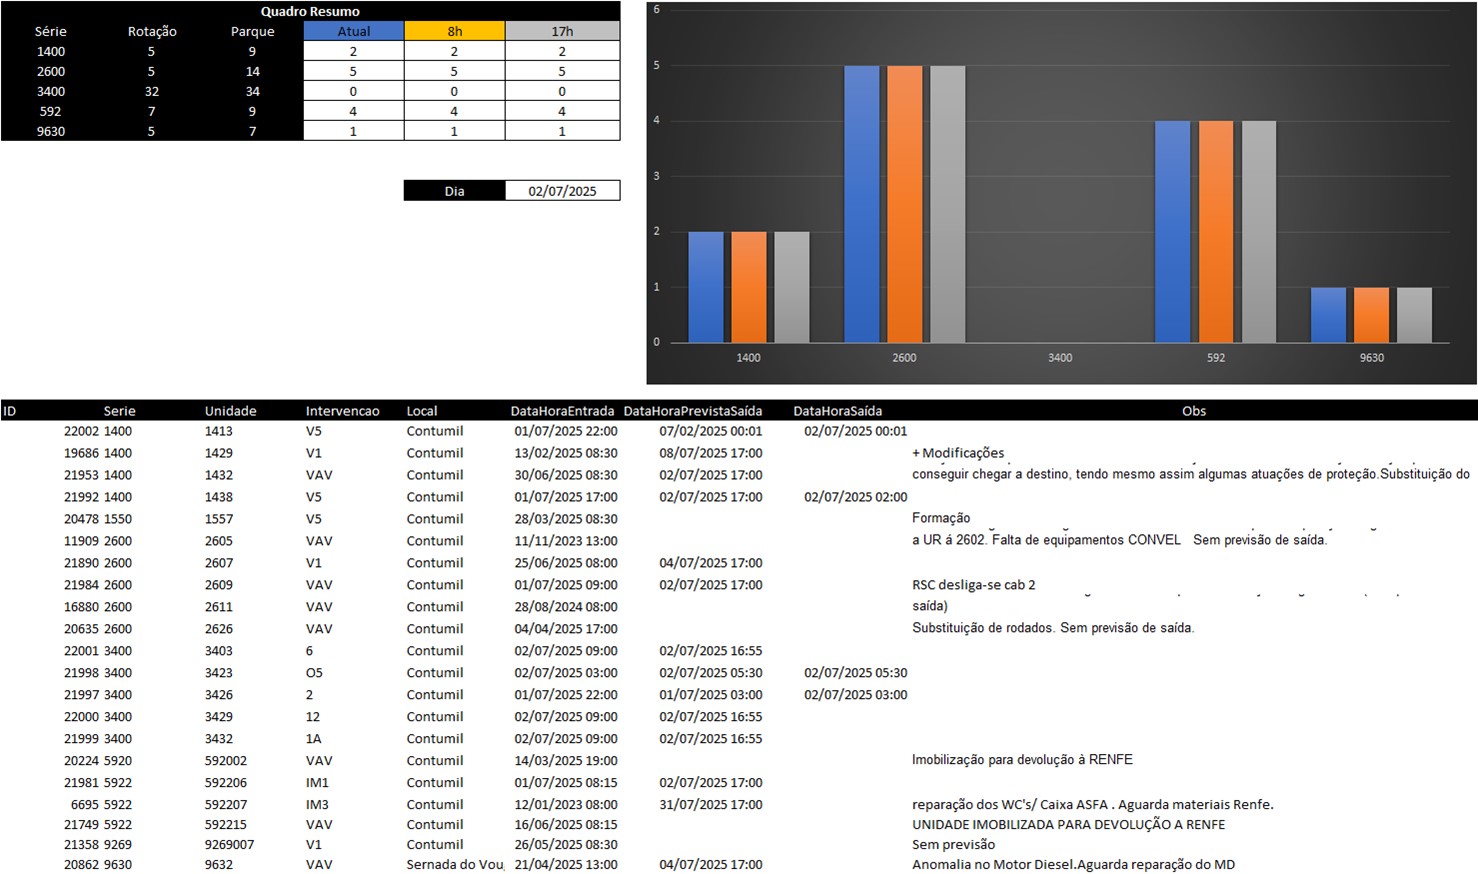 Quadro Resumo
Série Rotação Parque Atual 8h 17h
1400 5 9 2 2 2
2600 5 14 5 5 5
3400 32 34 0 0 0
592 7 9 4 4 4
9630 5 7 1 1 1
Dia 02/07/2025
6
5
4
3
2
1
0
1400 2600 3400 592 9630
ID Serie Unidade Intervencao Local DataHoraEntrada DataHoraPrevistaSaída DataHoraSaída Obs
22002 1400 1413 V5 Contumil 01/07/2025 22:00 07/02/2025 00:01 02/07/2025 00:01
19686 1400 1429 V1 Contumil 13/02/2025 08:30 08/07/2025 17:00 + Modificações
21953 1400 1432 VAV Contumil 30/06/2025 08:30 02/07/2025 17:00 conseguir chegar a destino, tendo mesmo assim algumas atuações de proteção.Substituição do
21992 1400 1438 V5 Contumil 01/07/2025 17:00 02/07/2025 17:00 02/07/2025 02:00
20478 1550 1557 V5 Contumil 28/03/2025 08:30 Formação
11909 2600 2605 VAV Contumil 11/11/2023 13:00 a UR á 2602. Falta de equipamentos CONVEL Sem previsão de saída.
21890 2600 2607 V1 Contumil 25/06/2025 08:00 04/07/2025 17:00
21984 2600 2609 VAV Contumil 01/07/2025 09:00 02/07/2025 17:00 RSC desliga-se cab 2
16880 2600 2611 VAV Contumil 28/08/2024 08:00 saída)
20635 2600 2626 VAV Contumil 04/04/2025 17:00 Substituição de rodados. Sem previsão de saída.
22001 3400 3403 6 Contumil 02/07/2025 09:00 02/07/2025 16:55
21998 3400 3423 O5 Contumil 02/07/2025 03:00 02/07/2025 05:30 02/07/2025 05:30
21997 3400 3426 2 Contumil 01/07/2025 22:00 01/07/2025 03:00 02/07/2025 03:00
22000 3400 3429 12 Contumil 02/07/2025 09:00 02/07/2025 16:55
21999 3400 3432 1A Contumil 02/07/2025 09:00 02/07/2025 16:55
20224 5920 592002 VAV Contumil 14/03/2025 19:00 Imobilização para devolução à RENFE
21981 5922 592206 IM1 Contumil 01/07/2025 08:15 02/07/2025 17:00
6695 5922 592207 IM3 Contumil 12/01/2023 08:00 31/07/2025 17:00 reparação dos WC's/ Caixa ASFA . Aguarda materiais Renfe.
21749 5922 592215 VAV Contumil 16/06/2025 08:15 UNIDADE IMOBILIZADA PARA DEVOLUÇÃO A RENFE
21358 9269 9269007 V1 Contumil 26/05/2025 08:30 Sem previsão
20862 9630 9632 VAV Sernada do Vou 21/04/2025 13:00 04/07/2025 17:00 Anomalia no Motor Diesel.Aguarda reparação do MD